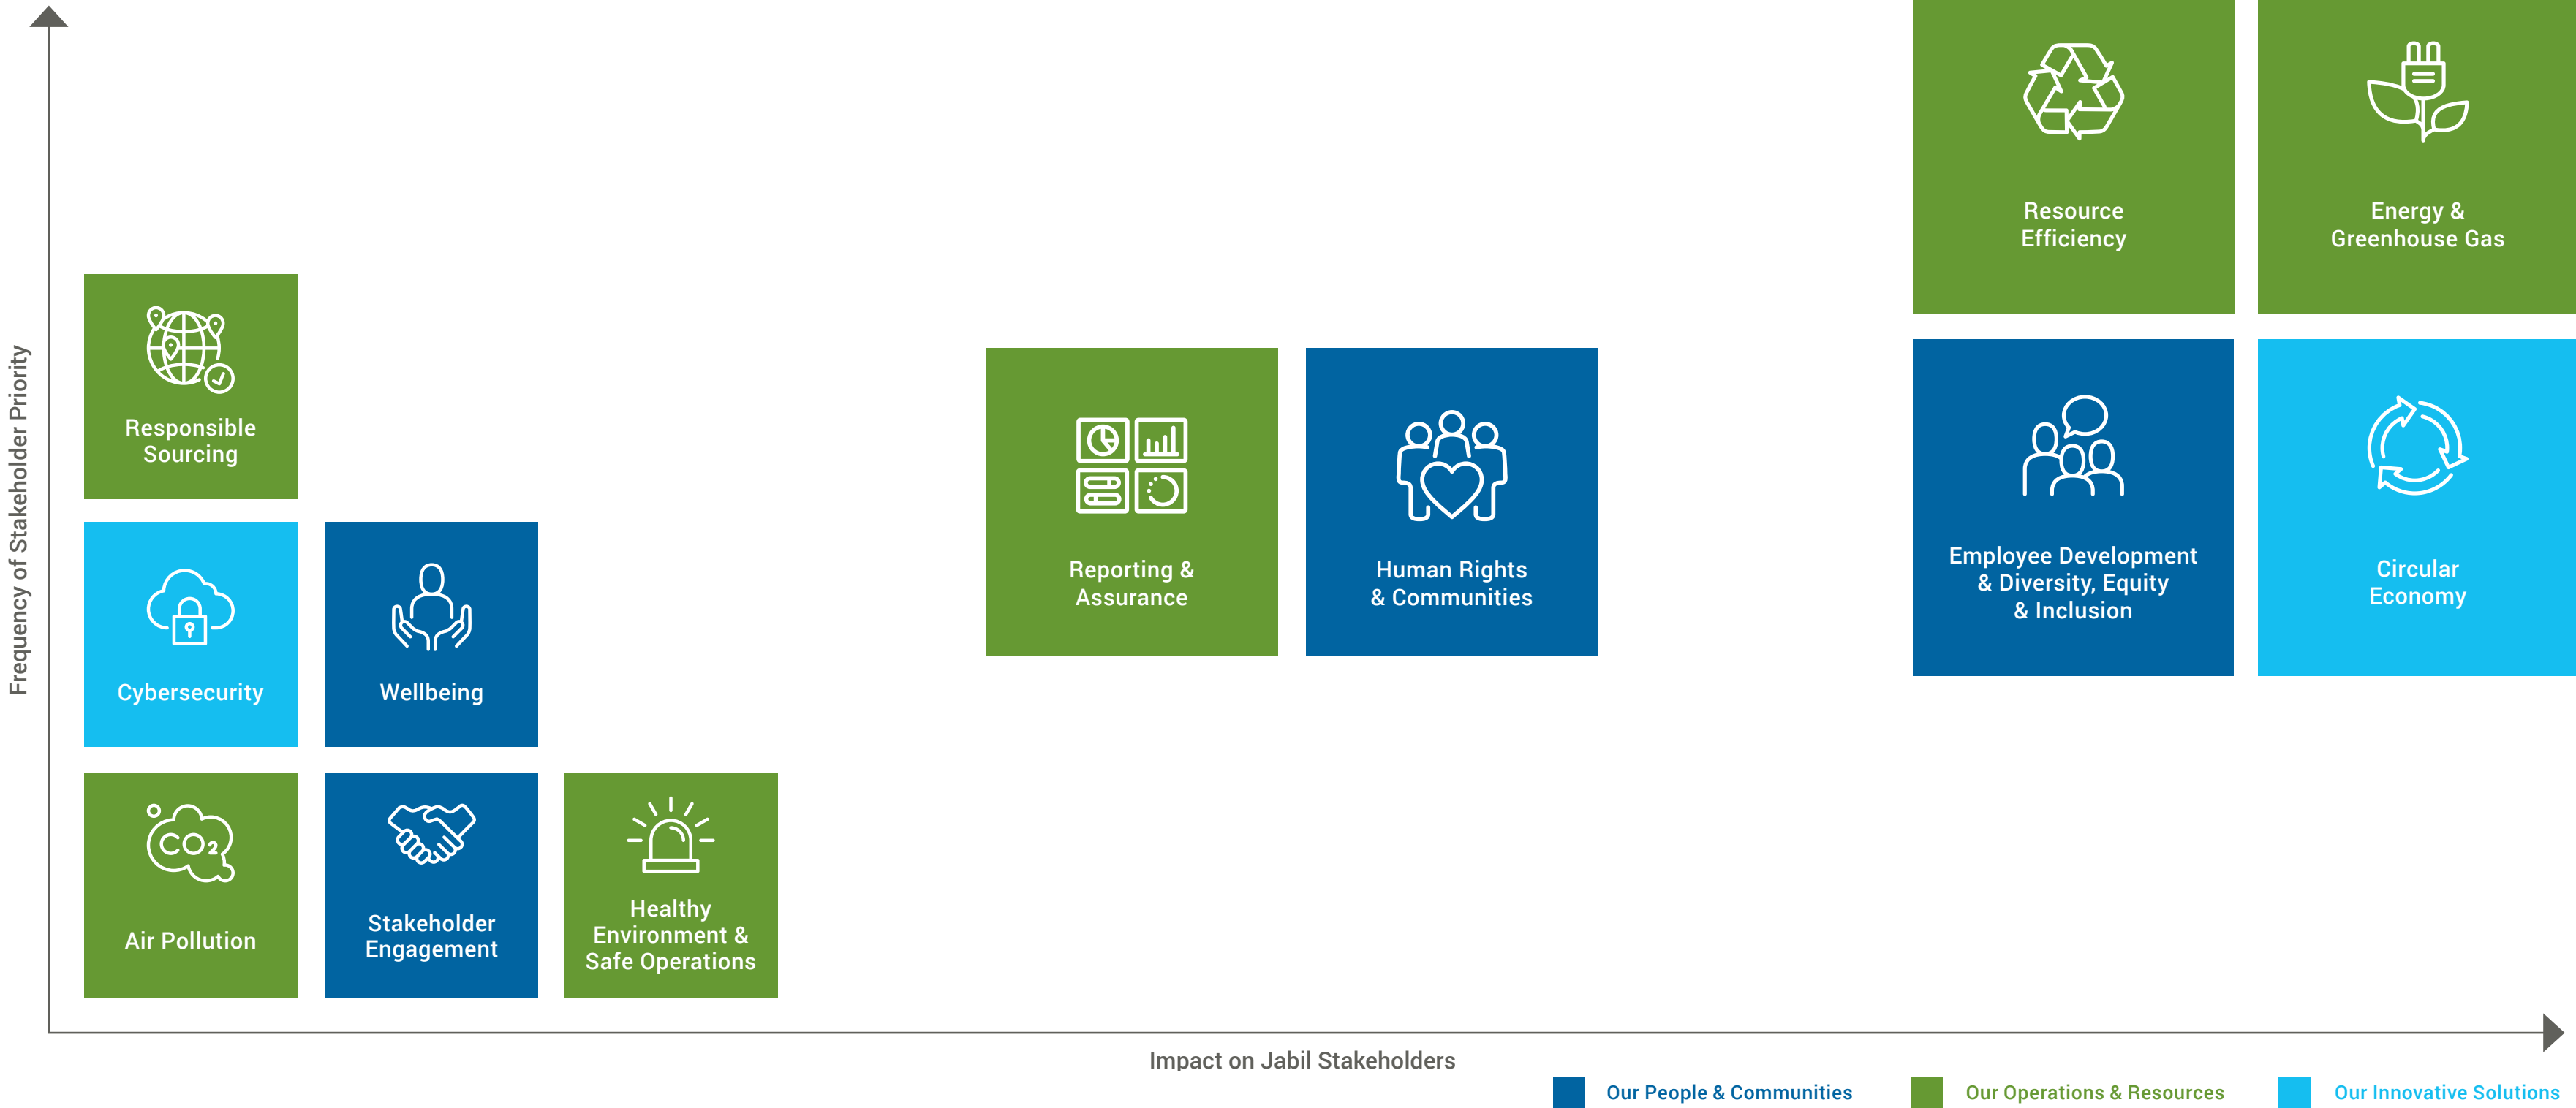 Frequency of Stakeholder Priority
Resource
Efficiency
Energy &
Greenhouse Gas
Responsible
Sourcing
Reporting &
Assurance
Human Rights
& Communities
Employee Development
& Diversity, Equity
& Inclusion
Circular
Economy
Cybersecurity
Wellbeing
CO2
Air Pollution
Stakeholder
Engagement
Healthy
Environment &
Safe Operations
Impact on Jabil Stakeholders
Our People & Communities
Our Operations & Resources
Our Innovative Solutions